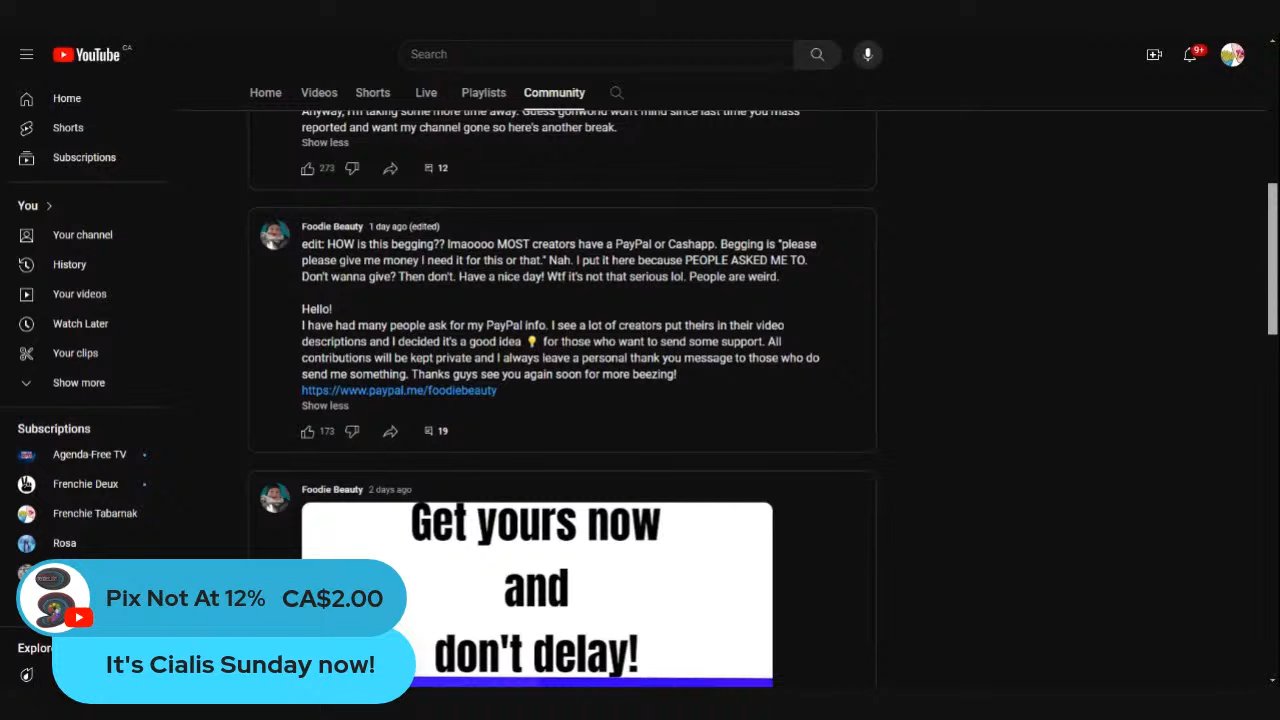 YouTube CA
Search
9+
Home
Shorts
Subscriptions
You
Your channel
History
Your videos
Watch Later
Your clips
Show more
Subscriptions
Agenda-Free TV
Frenchie Deux
Frenchie Tabarnak
Rosa
Explore
Home Videos Shorts Live Playlists Community
Anyway, I'm taking some more time away. Guess gorlworld won't mind since last time you mass
reported and want my channel gone so here's another break.
Show less
273 12
Foodie Beauty 1 day ago (edited)
edit: HOW is this begging?? lmaoooo MOST creators have a PayPal or Cashapp. Begging is "please
please give me money I need it for this or that." Nah. I put it here because PEOPLE ASKED ME TO.
Don't wanna give? Then don't. Have a nice day! Wtf it's not that serious lol. People are weird.
Hello!
I have had many people ask for my PayPal info. I see a lot of creators put theirs in their video
descriptions and I decided it's a good idea 💡 for those who want to send some support. All
contributions will be kept private and I always leave a personal thank you message to those who do
send me something. Thanks guys see you again soon for more beezing!
https://www.paypal.me/foodiebeauty
Show less
173 19
Foodie Beauty 2 days ago
Get yours now
and
don't delay!
Pix Not At 12% CA$2.00
It's Cialis Sunday now!